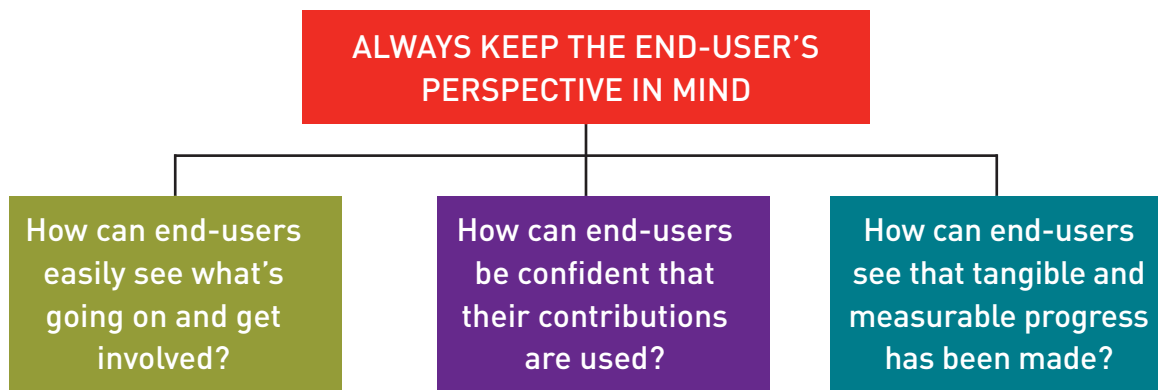 ALWAYS KEEP THE END-USER’S
PERSPECTIVE IN MIND
How can end-users
easily see what’s
going on and get
involved?
How can end-users
be confident that
their contributions
are used?
How can end-users
see that tangible and
measurable progress
has been made?